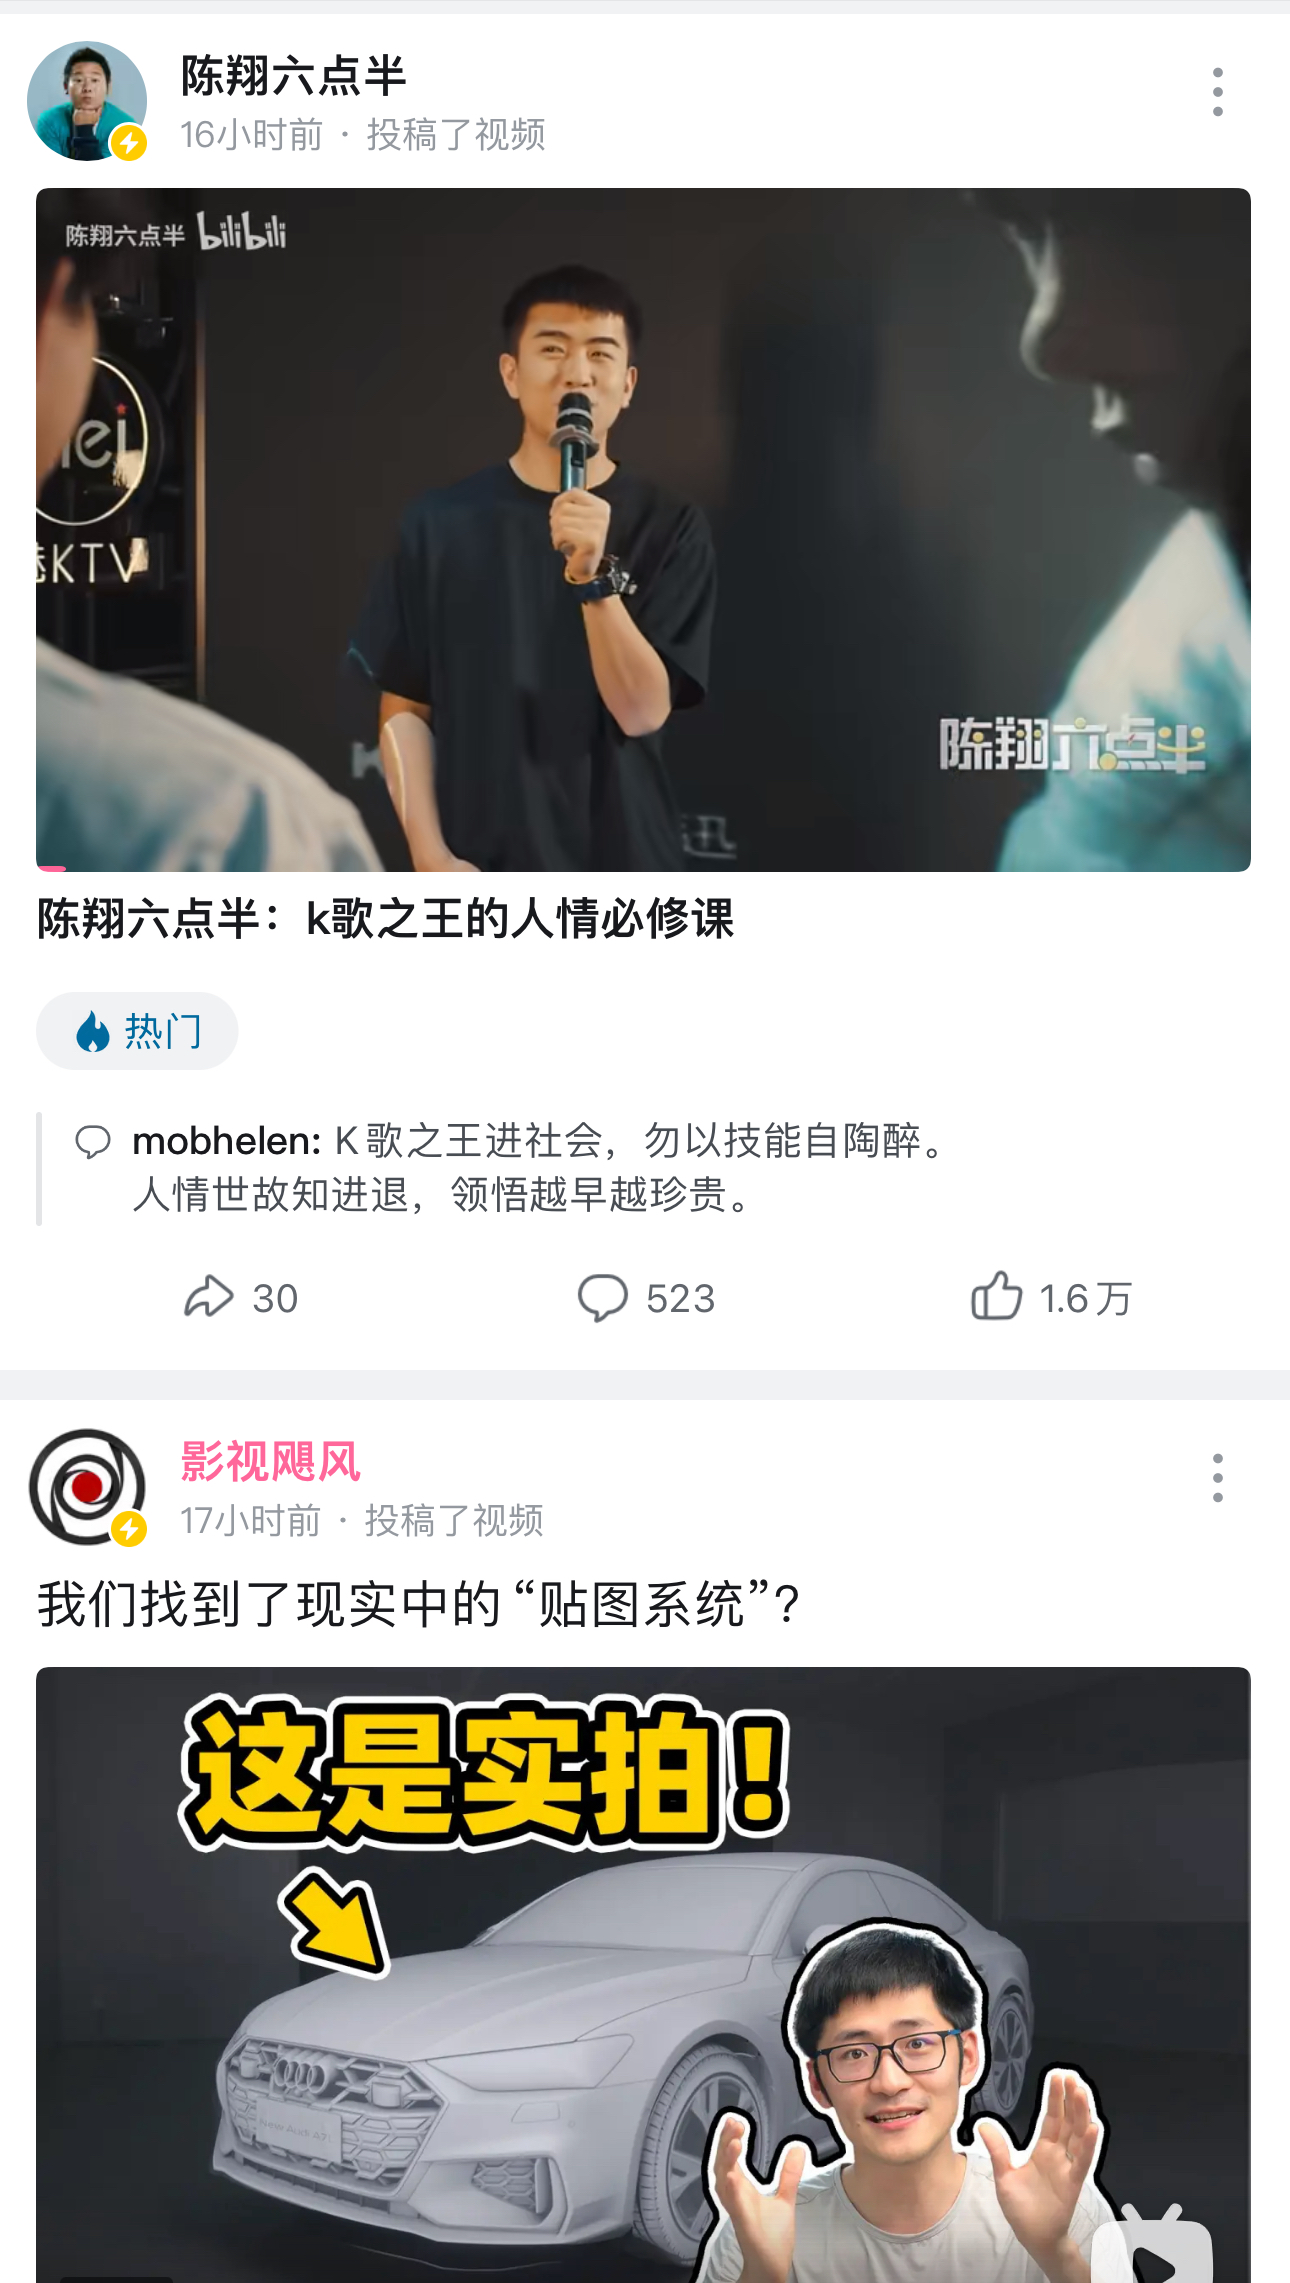 陈翔六点半
16小时前 · 投稿了视频
陈翔六点半 bilibili
KTV
陈翔六点半
迅
陈翔六点半：k歌之王的人情必修课
热门
mobhelen: K歌之王进社会，勿以技能自陶醉。
人情世故知进退，领悟越早越珍贵。
30
523
1.6万
影视飓风
17小时前 · 投稿了视频
我们找到了现实中的“贴图系统”？
这是实拍！
New Audi A7L